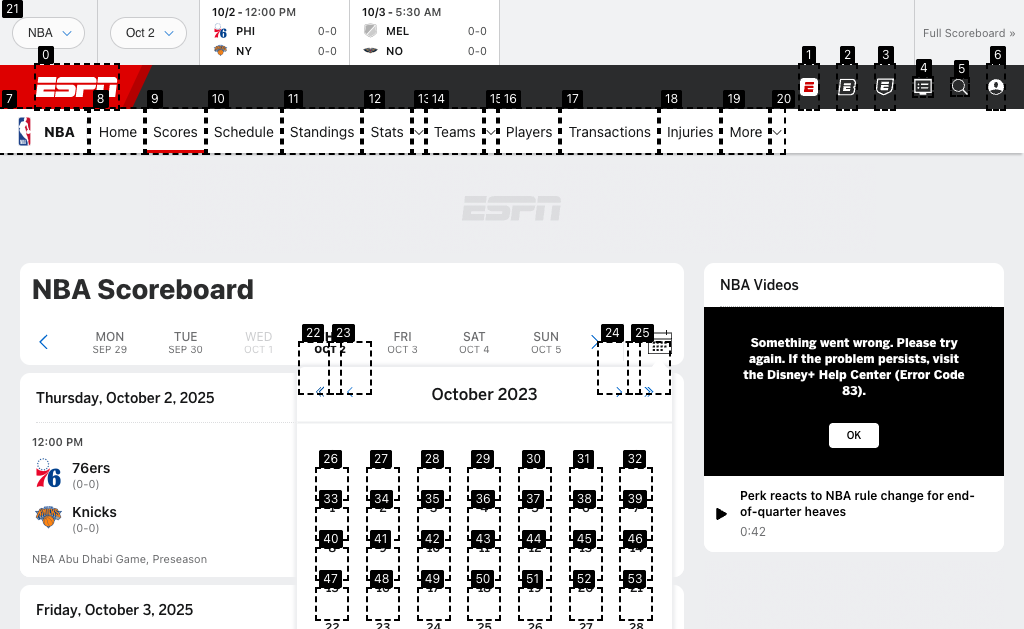 21
NBA
Oct 2
10/2 - 12:00 PM
PHI 0-0
NY 0-0
10/3 - 5:30 AM
MEL 0-0
NO 0-0
Full Scoreboard »
0 1 2 3 4 5 6
ESPN
7 8 9 10 11 12 13 14 15 16 17 18 19 20
NBA Home Scores Schedule Standings Stats Teams Players Transactions Injuries More
ESPN
NBA Scoreboard
MON
SEP 29
TUE
SEP 30
WED
OCT 1
OCT 2
FRI
OCT 3
SAT
OCT 4
SUN
OCT 5
22 23 24 25
October 2023
26 27 28 29 30 31 32
33 34 35 36 37 38 39
40 41 42 43 44 45 46
47 48 49 50 51 52 53
22 23 24 25 26 27 28
Thursday, October 2, 2025
12:00 PM
76ers
(0-0)
Knicks
(0-0)
NBA Abu Dhabi Game, Preseason
Friday, October 3, 2025
NBA Videos
Something went wrong. Please try
again. If the problem persists, visit
the Disney+ Help Center (Error Code
83).
OK
Perk reacts to NBA rule change for end-
of-quarter heaves
0:42